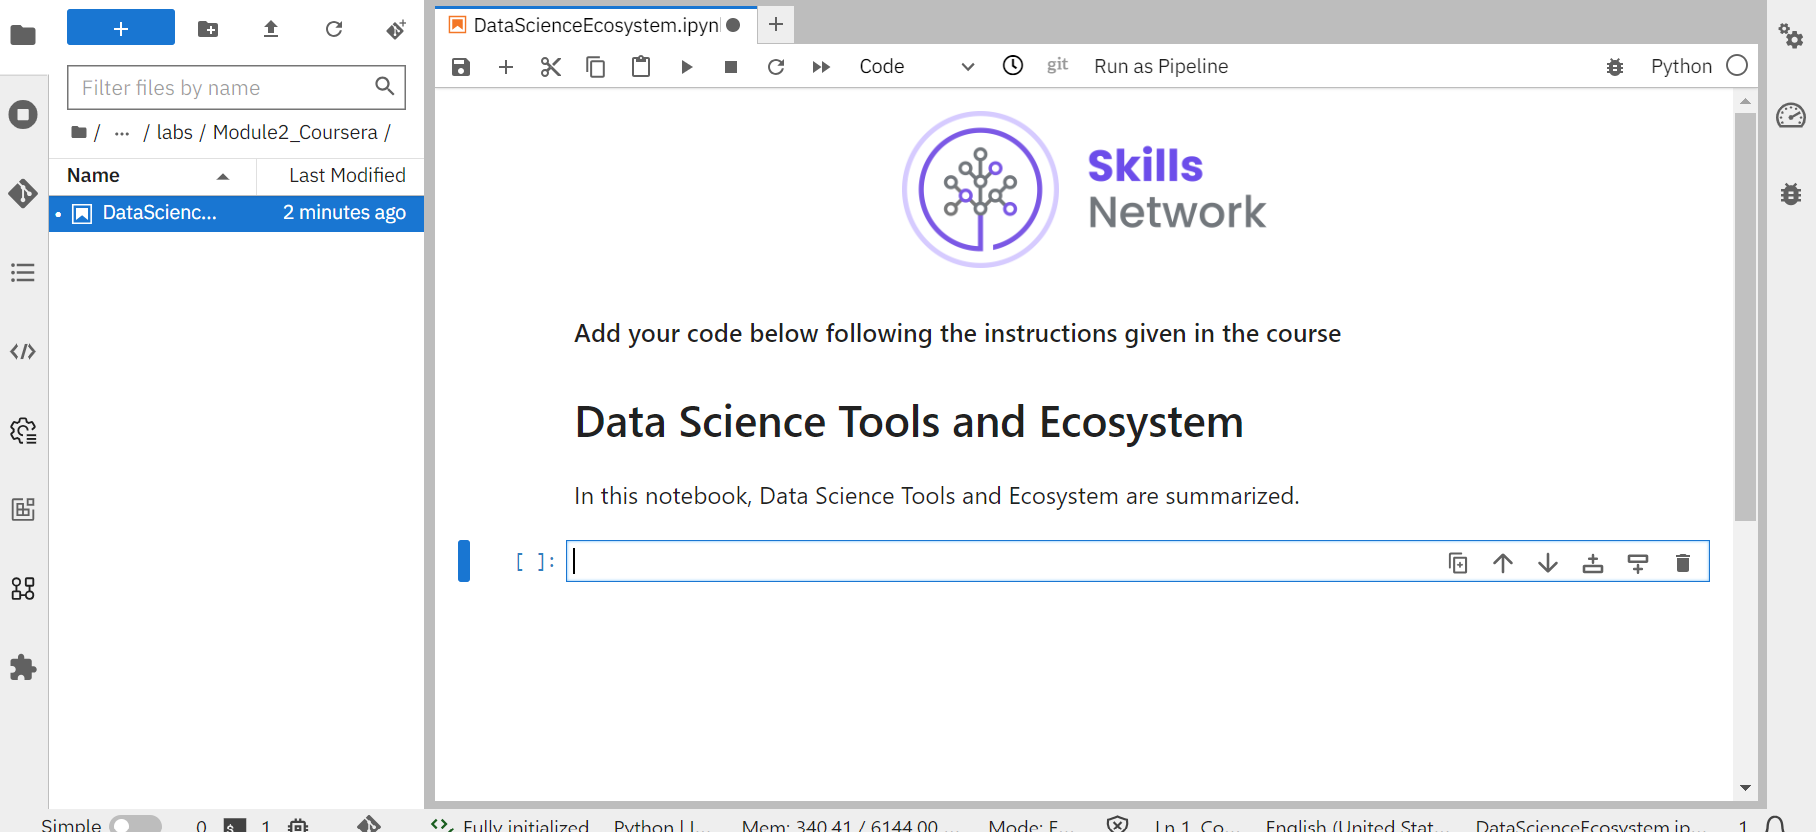 Filter files by name
/ ... / labs / Module2_Coursera /
Name Last Modified
DataScienc... 2 minutes ago
DataScienceEcosystem.ipyn
Code
git
Run as Pipeline
Python
Skills
Network
Add your code below following the instructions given in the course
Data Science Tools and Ecosystem
In this notebook, Data Science Tools and Ecosystem are summarized.
[ ]:
Simple 0 $_ 1 Fully initialized Python | I... Mem: 340.41 / 6144.00 ... Mode: E... Ln 1, Co... English (United Stat... DataScienceEcosystem.ip... 1